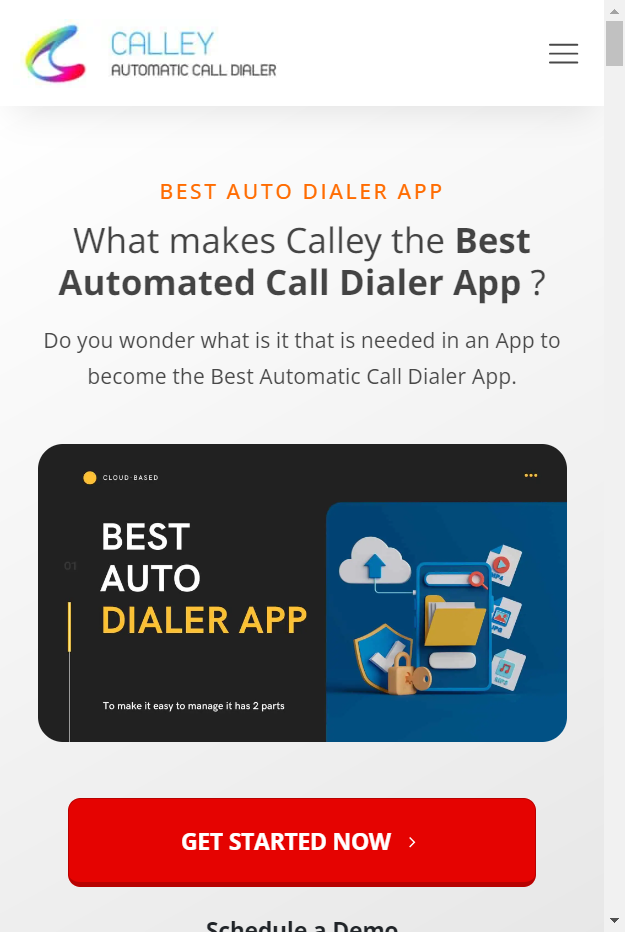 CALLEY
AUTOMATIC CALL DIALER
BEST AUTO DIALER APP
What makes Calley the Best
Automated Call Dialer App ?
Do you wonder what is it that is needed in an App to
become the Best Automatic Call Dialer App.
CLOUD-BASED
BEST
AUTO
DIALER APP
01
To make it easy to manage it has 2 parts
GET STARTED NOW
Schedule a Demo